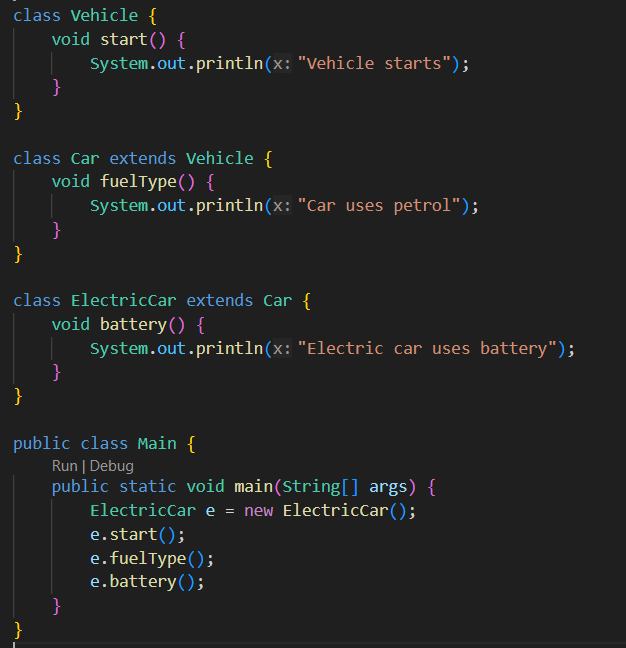 class Vehicle {
    void start() {
        System.out.println(x: "Vehicle starts");
    }
}

class Car extends Vehicle {
    void fuelType() {
        System.out.println(x: "Car uses petrol");
    }
}

class ElectricCar extends Car {
    void battery() {
        System.out.println(x: "Electric car uses battery");
    }
}

public class Main {
    Run | Debug
    public static void main(String[] args) {
        ElectricCar e = new ElectricCar();
        e.start();
        e.fuelType();
        e.battery();
    }
}